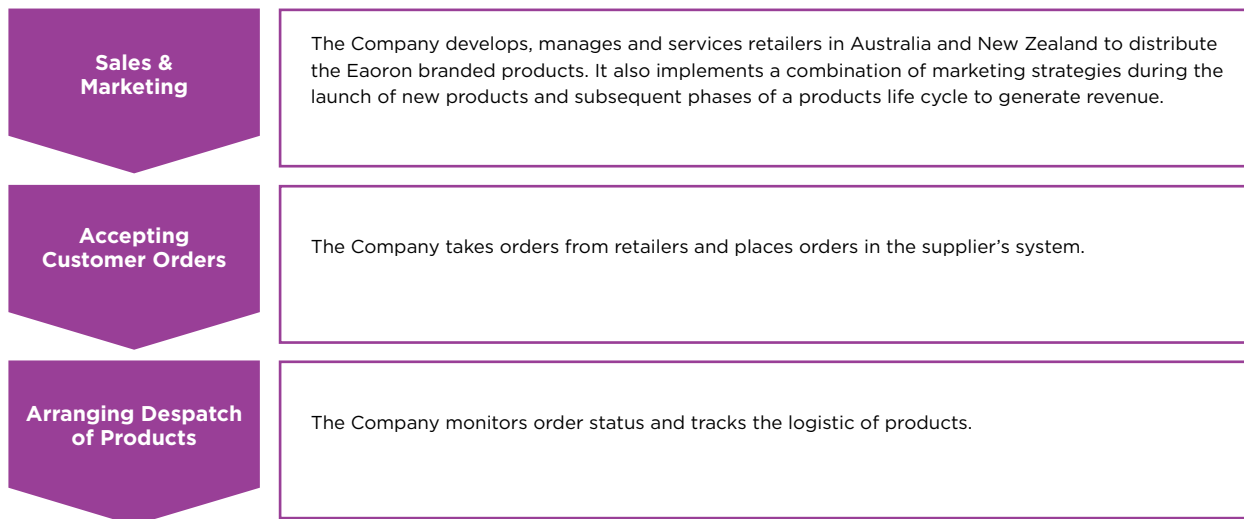 Sales &
Marketing
The Company develops, manages and services retailers in Australia and New Zealand to distribute
the Eaoron branded products. It also implements a combination of marketing strategies during the
launch of new products and subsequent phases of a products life cycle to generate revenue.
Accepting
Customer Orders
The Company takes orders from retailers and places orders in the supplier’s system.
Arranging Despatch
of Products
The Company monitors order status and tracks the logistic of products.